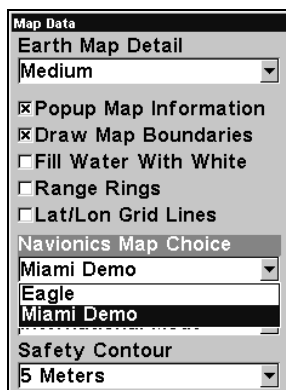 Map Data
Earth Map Detail
Medium
Popup Map Information
Draw Map Boundaries
Fill Water With White
Range Rings
Lat/Lon Grid Lines
Navionics Map Choice
Miami Demo
Eagle
Miami Demo
Safety Contour
5 Meters